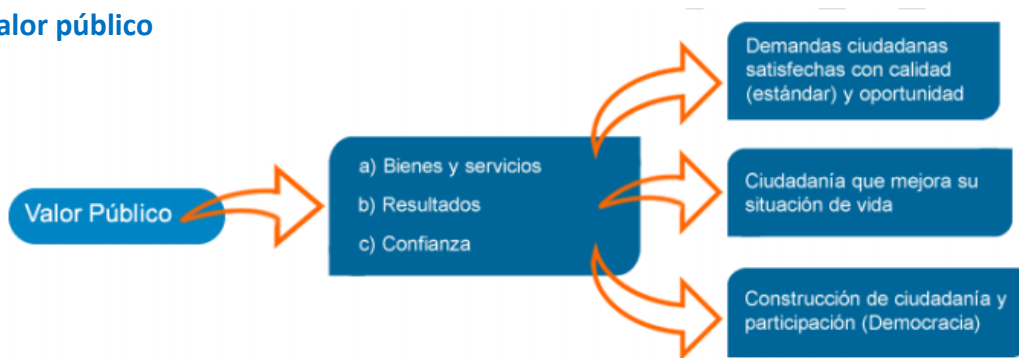 alor público
Valor Público
a) Bienes y servicios
b) Resultados
c) Confianza
Demandas ciudadanas
satisfechas con calidad
(estándar) y oportunidad
Ciudadanía que mejora su
situación de vida
Construcción de ciudadanía y
participación (Democracia)